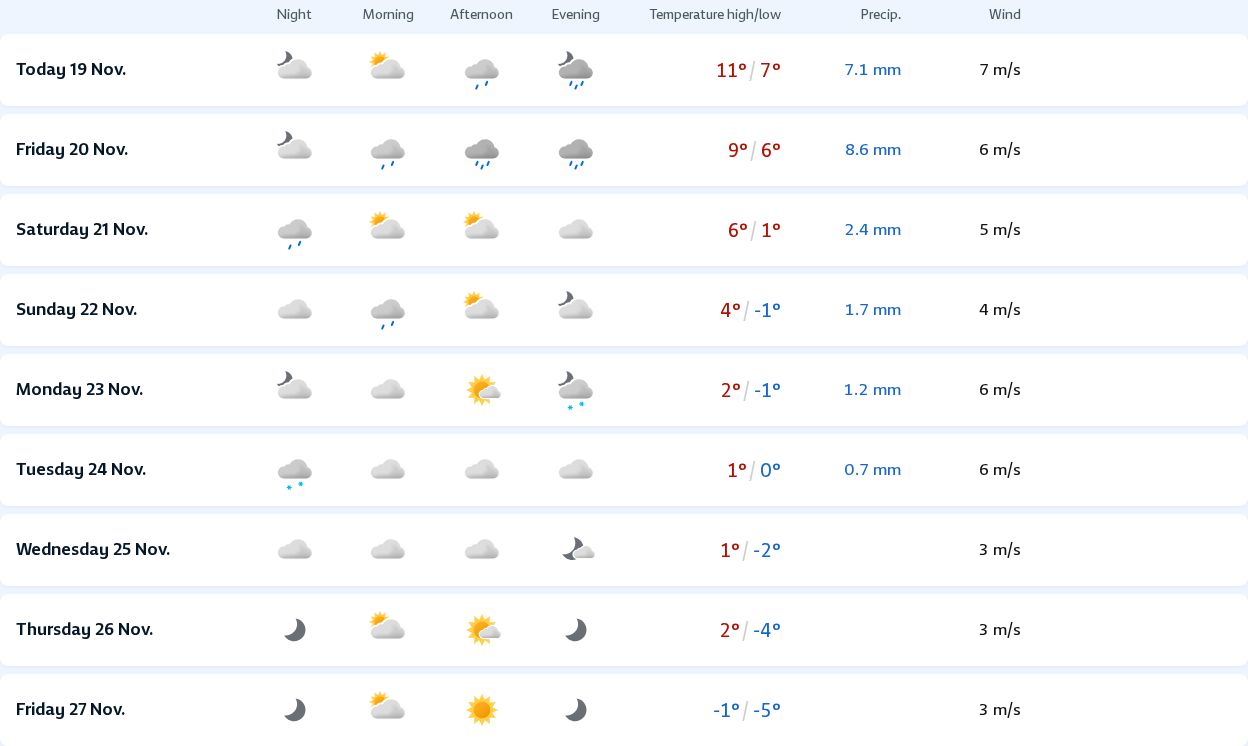 Night Morning Afternoon Evening Temperature high/low Precip. Wind
Today 19 Nov. 11°/7° 7.1 mm 7 m/s
Friday 20 Nov. 9°/6° 8.6 mm 6 m/s
Saturday 21 Nov. 6°/1° 2.4 mm 5 m/s
Sunday 22 Nov. 4°/-1° 1.7 mm 4 m/s
Monday 23 Nov. 2°/-1° 1.2 mm 6 m/s
Tuesday 24 Nov. 1°/0° 0.7 mm 6 m/s
Wednesday 25 Nov. 1°/-2° 3 m/s
Thursday 26 Nov. 2°/-4° 3 m/s
Friday 27 Nov. -1°/-5° 3 m/s